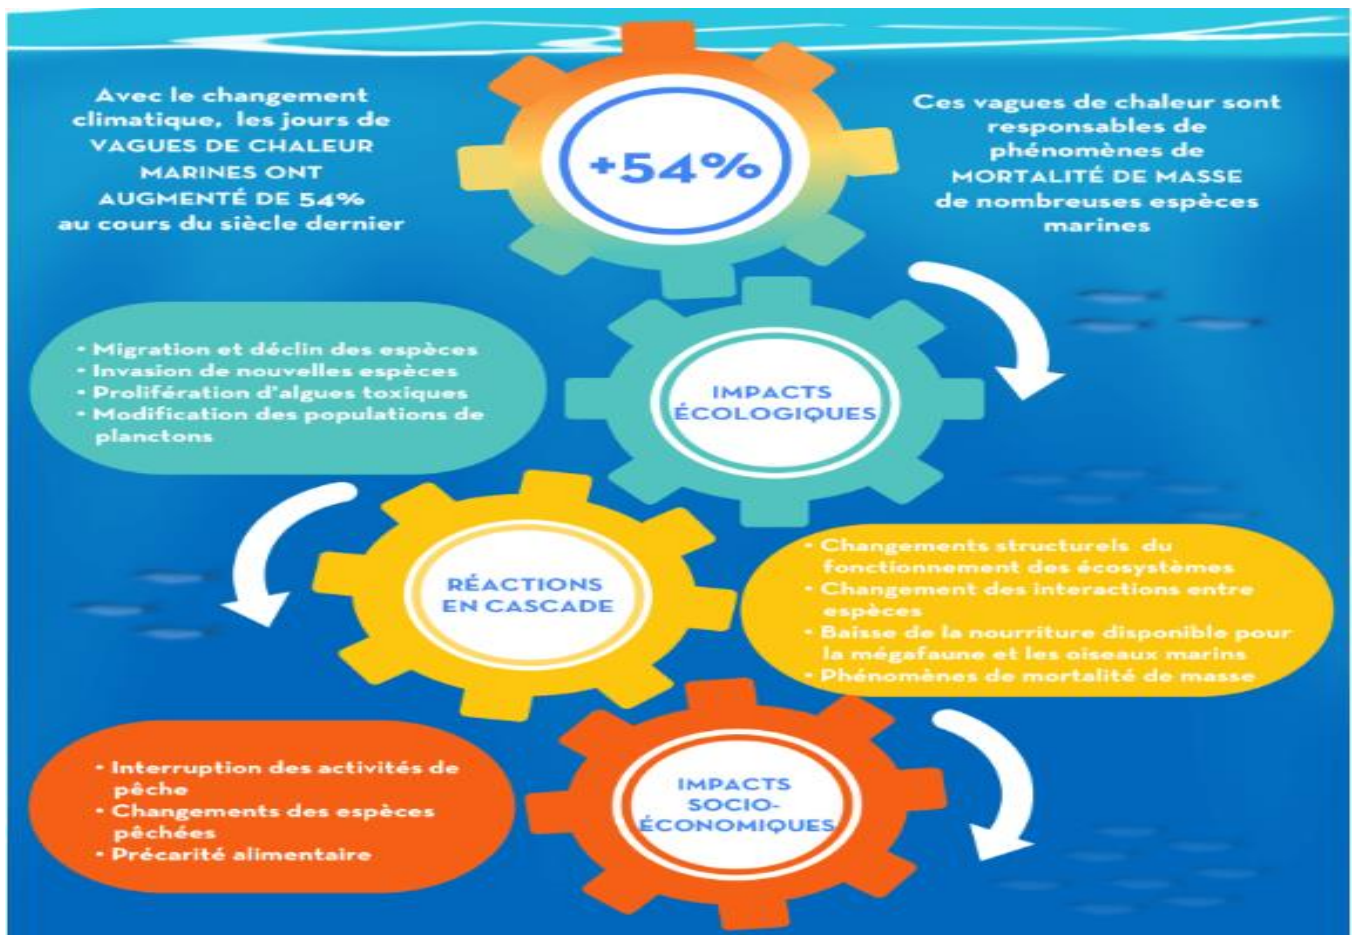 Avec le changement
climatique, les jours de
VAGUES DE CHALEUR
MARINES ONT
AUGMENTÉ DE 54%
au cours du siècle dernier
+54%
Ces vagues de chaleur sont
responsables de
phénomènes de
MORTALITÉ DE MASSE
de nombreuses espèces
marines
• Migration et déclin des espèces
• Invasion de nouvelles espèces
• Prolifération d'algues toxiques
• Modification des populations de
planctons
IMPACTS
ÉCOLOGIQUES
RÉACTIONS
EN CASCADE
• Changements structurels du
fonctionnement des écosystèmes
• Changement des interactions entre
espèces
• Baisse de la nourriture disponible pour
la mégafaune et les oiseaux marins
• Phénomènes de mortalité de masse
• Interruption des activités de
pêche
• Changements des espèces
pêchées
• Précarité alimentaire
IMPACTS
SOCIO-
ÉCONOMIQUES